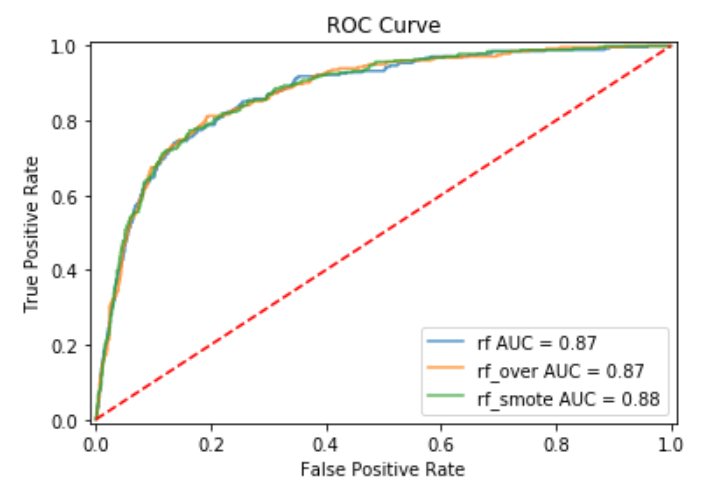 ROC Curve
True Positive Rate
1.0
0.8
0.6
0.4
0.2
0.0
rf AUC = 0.87
rf_over AUC = 0.87
rf_smote AUC = 0.88
0.0 0.2 0.4 0.6 0.8 1.0
False Positive Rate